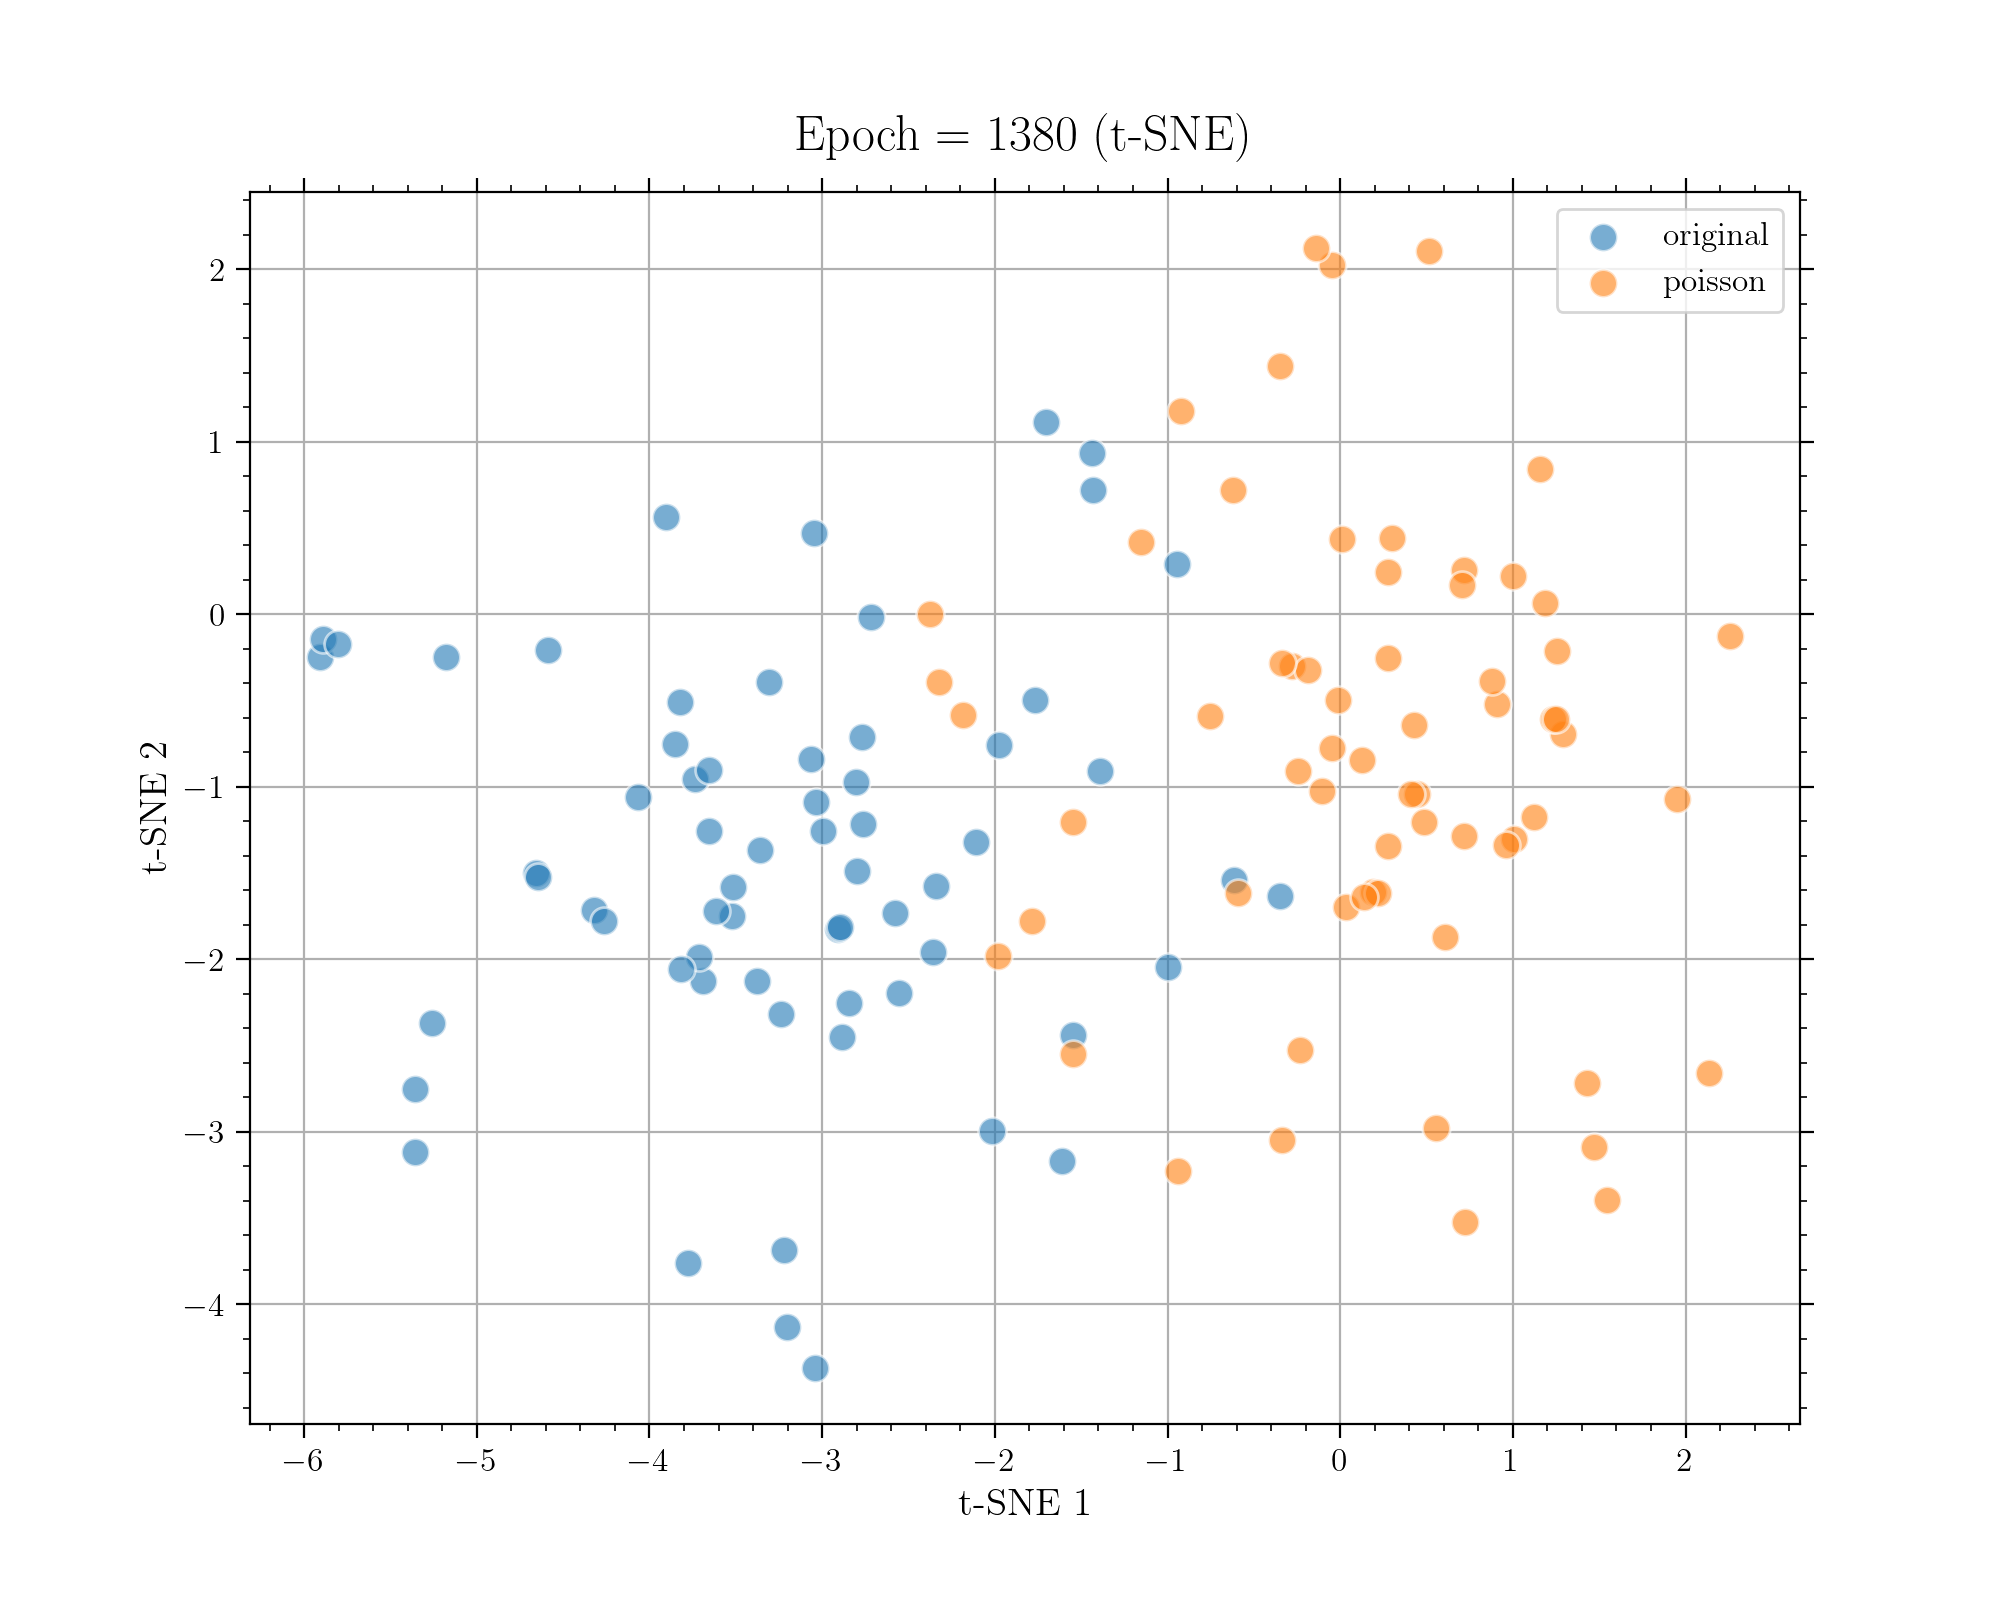 Epoch = 1380 (t-SNE)
original
poisson
2
1
0
−1
−2
−3
−4
t-SNE 2
−6 −5 −4 −3 −2 −1 0 1 2
t-SNE 1